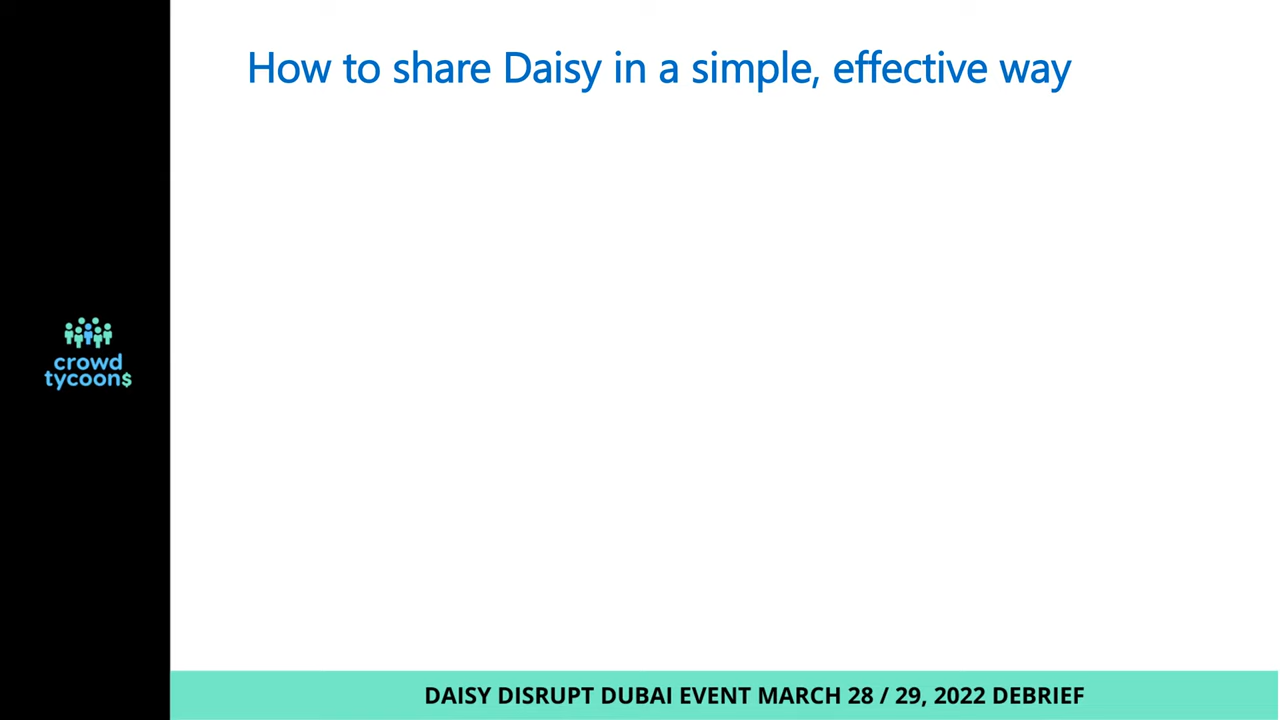 How to share Daisy in a simple, effective way
crowd
tycoon$
DAISY DISRUPT DUBAI EVENT MARCH 28 / 29, 2022 DEBRIEF